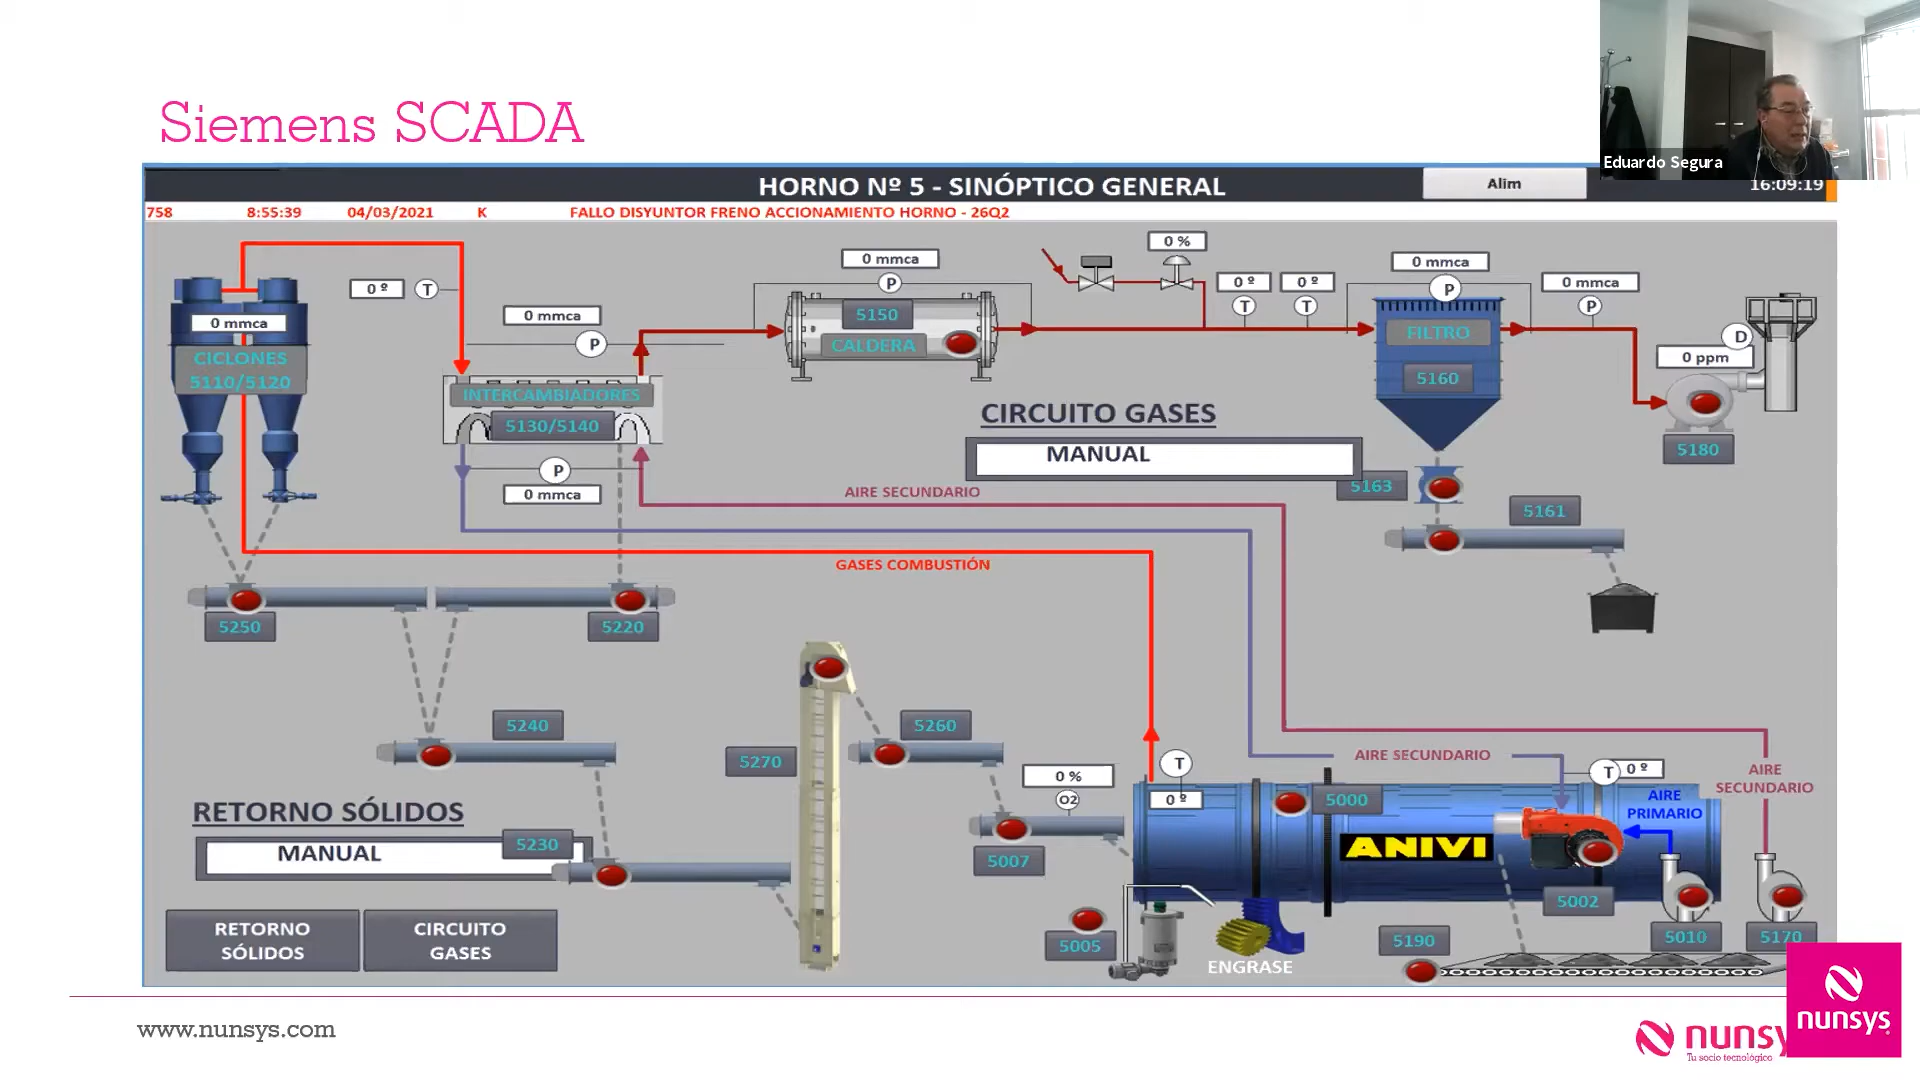 Siemens SCADA
Eduardo Segura
HORNO Nº 5 - SINÓPTICO GENERAL
Alim
16:09:19
758 8:55:39 04/03/2021 K FALLO DISYUNTOR FRENO ACCIONAMIENTO HORNO - 26Q2
0 mmca
CICLONES
5110/5120
0 º
T
0 mmca
P
INTERCAMBIADORES
5130/5140
P
0 mmca
0 mmca
P
5150
CALDERA
0 %
0 º
T
0 º
T
0 mmca
P
FILTRO
5160
0 mmca
P
D
0 ppm
5180
CIRCUITO GASES
MANUAL
5163
5161
AIRE SECUNDARIO
GASES COMBUSTIÓN
5250
5220
5240
5270
5260
RETORNO SÓLIDOS
MANUAL
5230
0 %
O2
5007
T
0 º
5000
AIRE SECUNDARIO
T
0 º
AIRE
PRIMARIO
AIRE
SECUNDARIO
ANIVI
5002
5005
ENGRASE
5190
5010
5170
RETORNO
SÓLIDOS
CIRCUITO
GASES
www.nunsys.com
nunsy
Tu socio tecnológico
nunsys